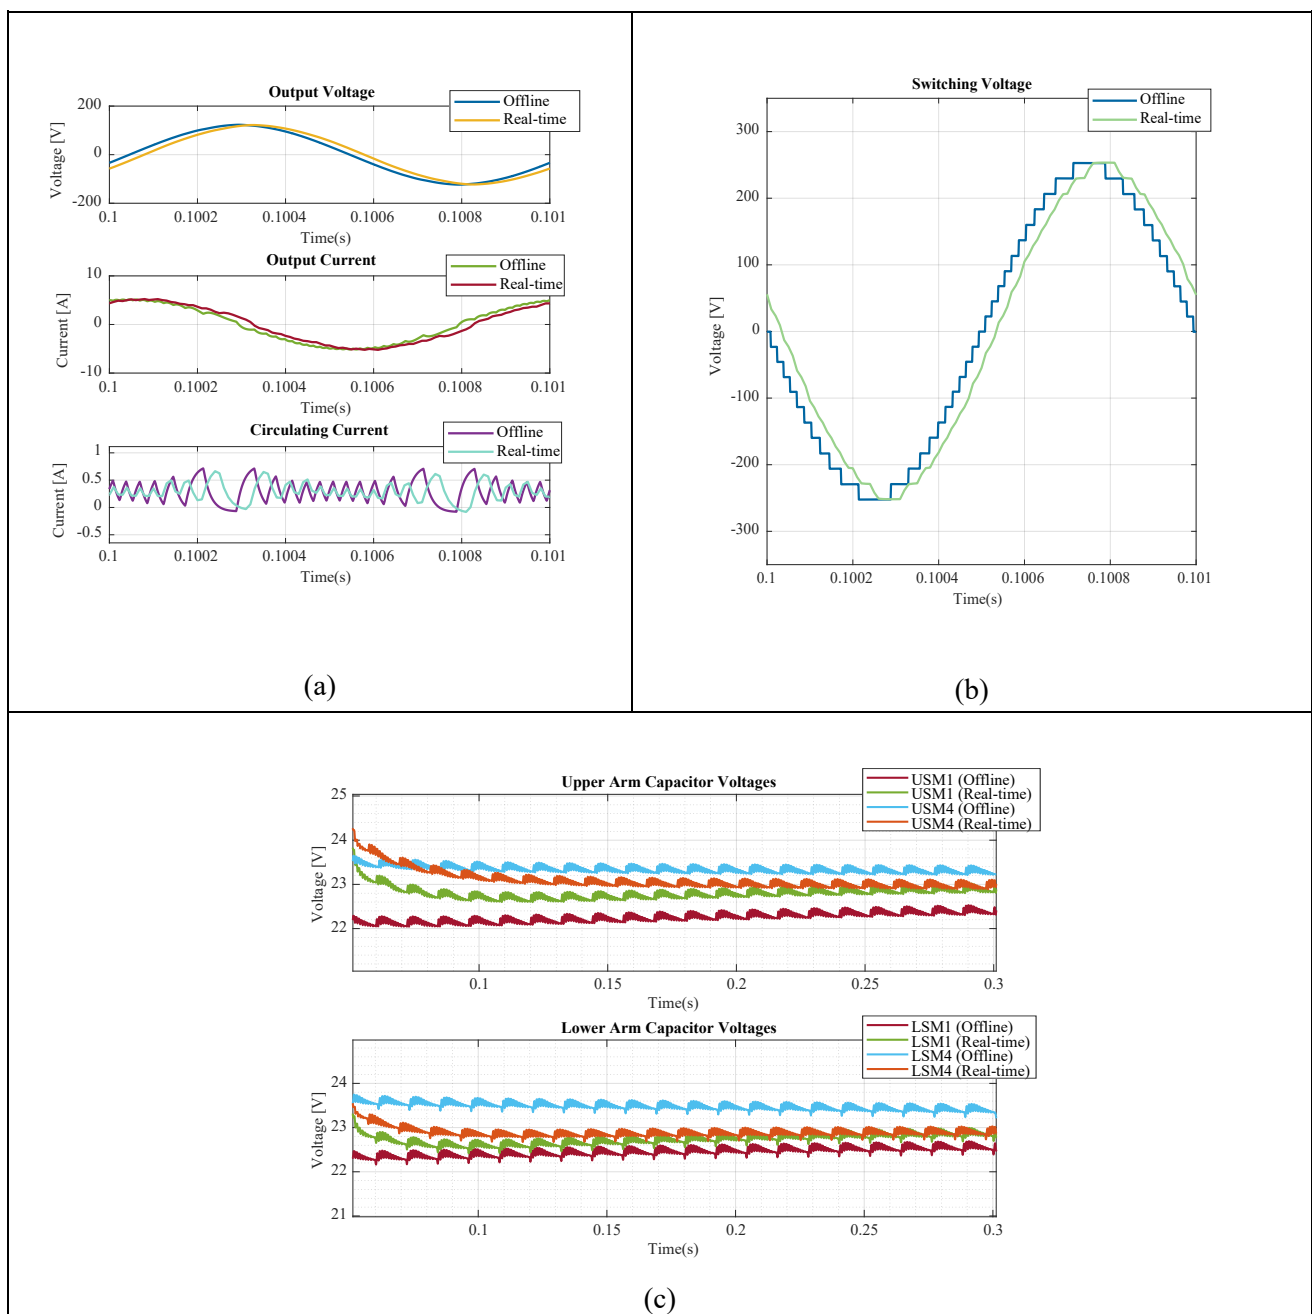 Output Voltage
Offline
Real-time
Voltage [V]
200
0
-200
0.1
0.1002
0.1004
0.1006
0.1008
0.101
Time(s)
Output Current
Offline
Real-time
Current [A]
10
0
-10
0.1
0.1002
0.1004
0.1006
0.1008
0.101
Time(s)
Circulating Current
Offline
Real-time
Current [A]
1
0.5
0
-0.5
0.1
0.1002
0.1004
0.1006
0.1008
0.101
Time(s)
(a)
Switching Voltage
Offline
Real-time
Voltage [V]
300
200
100
0
-100
-200
-300
0.1
0.1002
0.1004
0.1006
0.1008
0.101
Time(s)
(b)
Upper Arm Capacitor Voltages
USM1 (Offline)
USM1 (Real-time)
USM4 (Offline)
USM4 (Real-time)
Voltage [V]
25
24
23
22
0.1
0.15
0.2
0.25
0.3
Time(s)
Lower Arm Capacitor Voltages
LSM1 (Offline)
LSM1 (Real-time)
LSM4 (Offline)
LSM4 (Real-time)
Voltage [V]
24
23
22
21
0.1
0.15
0.2
0.25
0.3
Time(s)
(c)